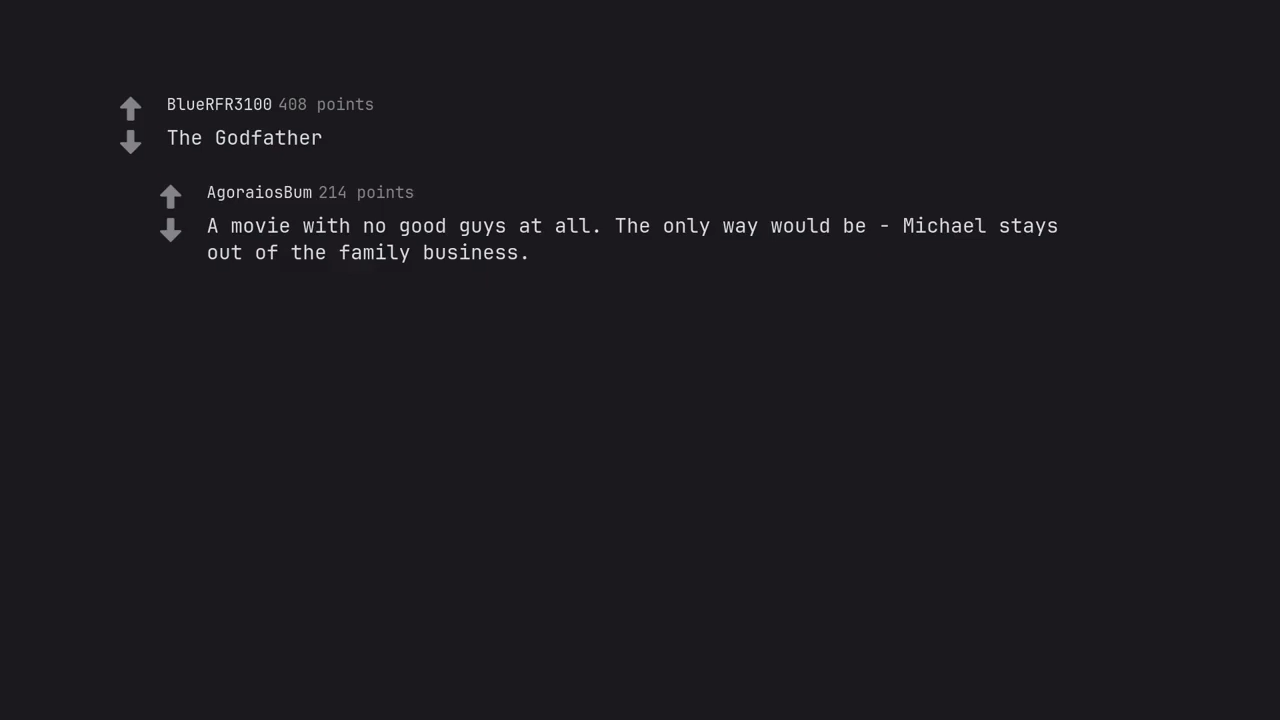 BlueRFR3100 408 points
The Godfather
AgoraiosBum 214 points
A movie with no good guys at all. The only way would be - Michael stays
out of the family business.